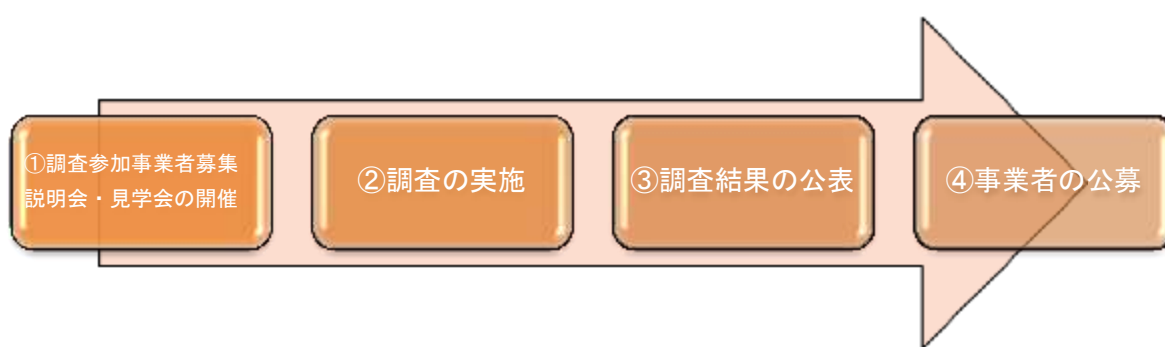 ①調査参加事業者募集
説明会・見学会の開催
②調査の実施
③調査結果の公表
④事業者の公募